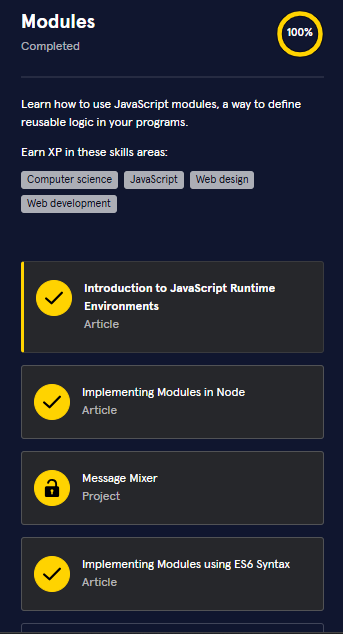 Modules
100%
Completed
Learn how to use JavaScript modules, a way to define
reusable logic in your programs.
Earn XP in these skills areas:
Computer science
JavaScript
Web design
Web development
Introduction to JavaScript Runtime
Environments
Article
Implementing Modules in Node
Article
Message Mixer
Project
Implementing Modules using ES6 Syntax
Article